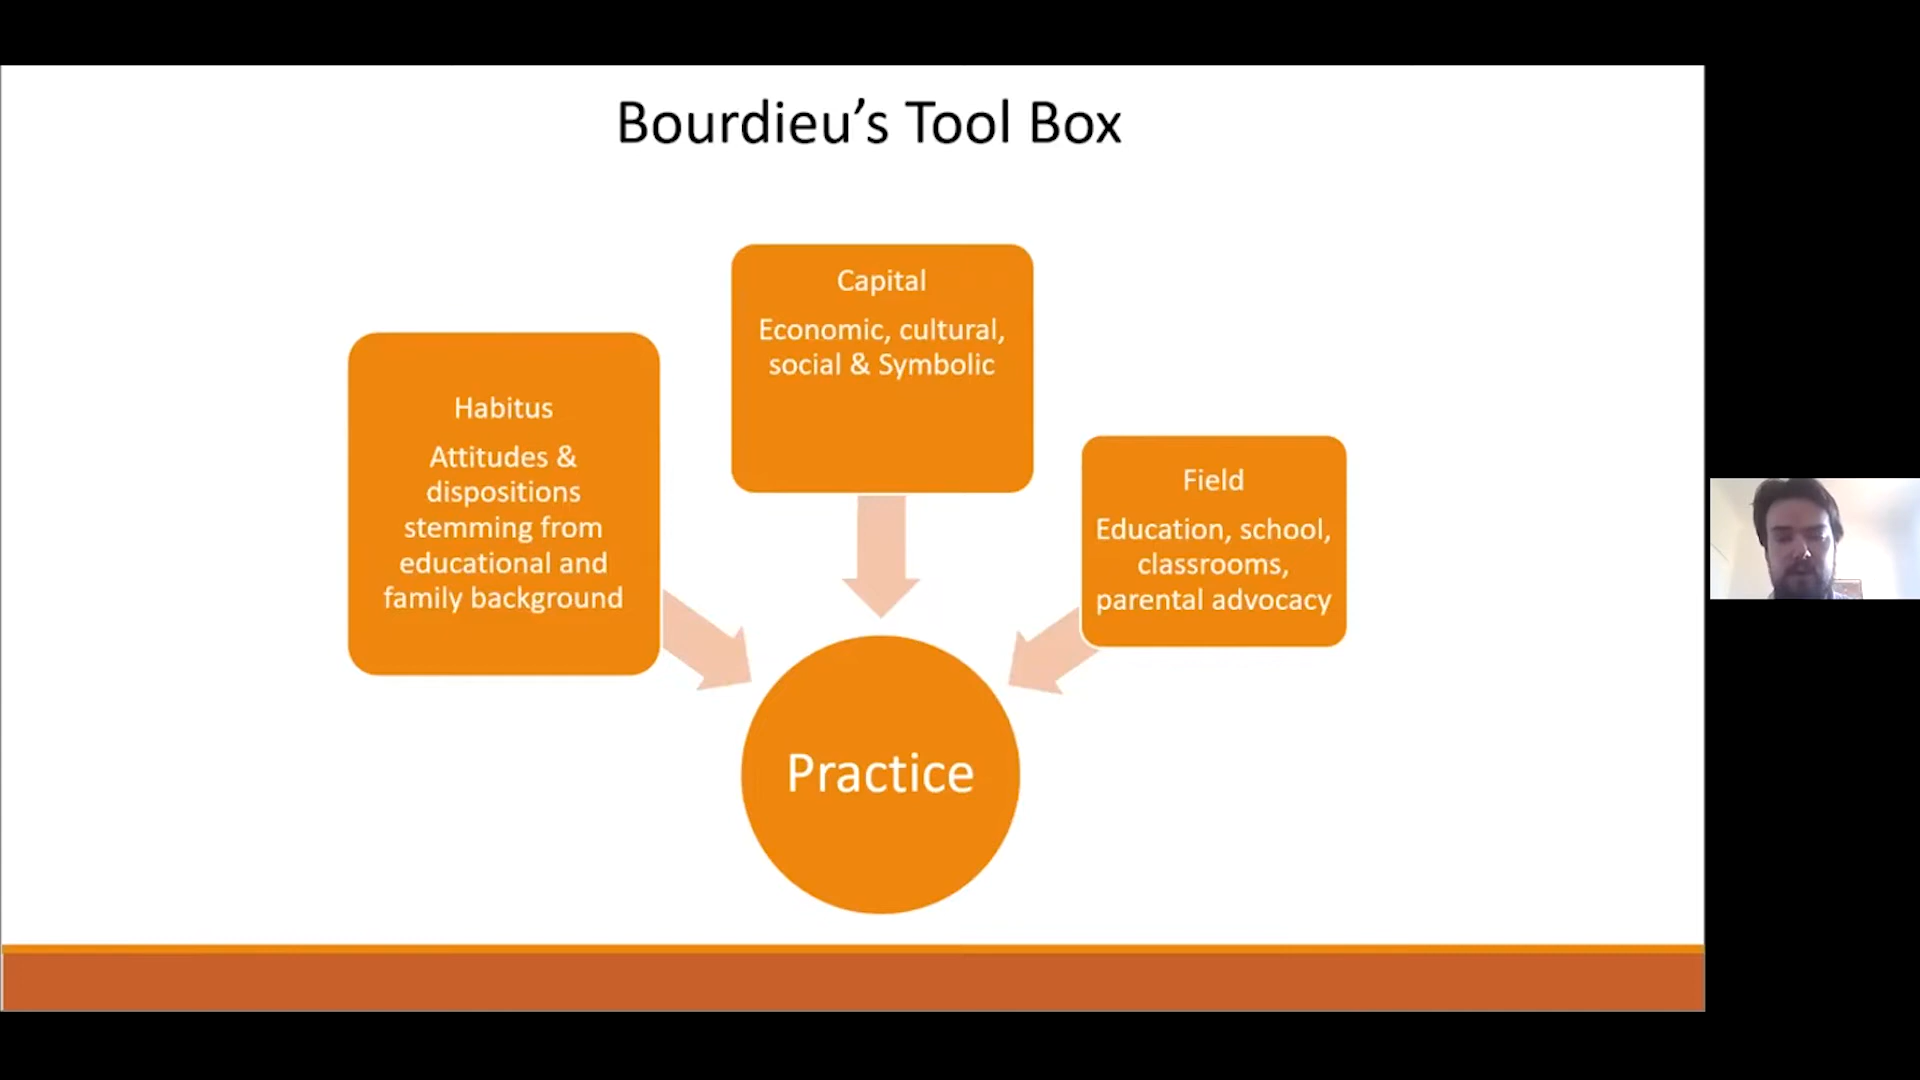 Bourdieu’s Tool Box
Capital
Economic, cultural,
social & Symbolic
Habitus
Attitudes &
dispositions
stemming from
educational and
family background
Field
Education, school,
classrooms,
parental advocacy
Practice